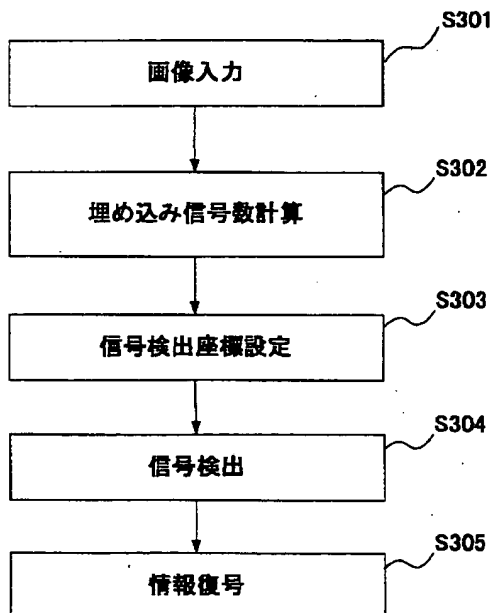 S301
画像入力
S302
埋め込み信号数計算
S303
信号検出座標設定
S304
信号検出
S305
情報復号